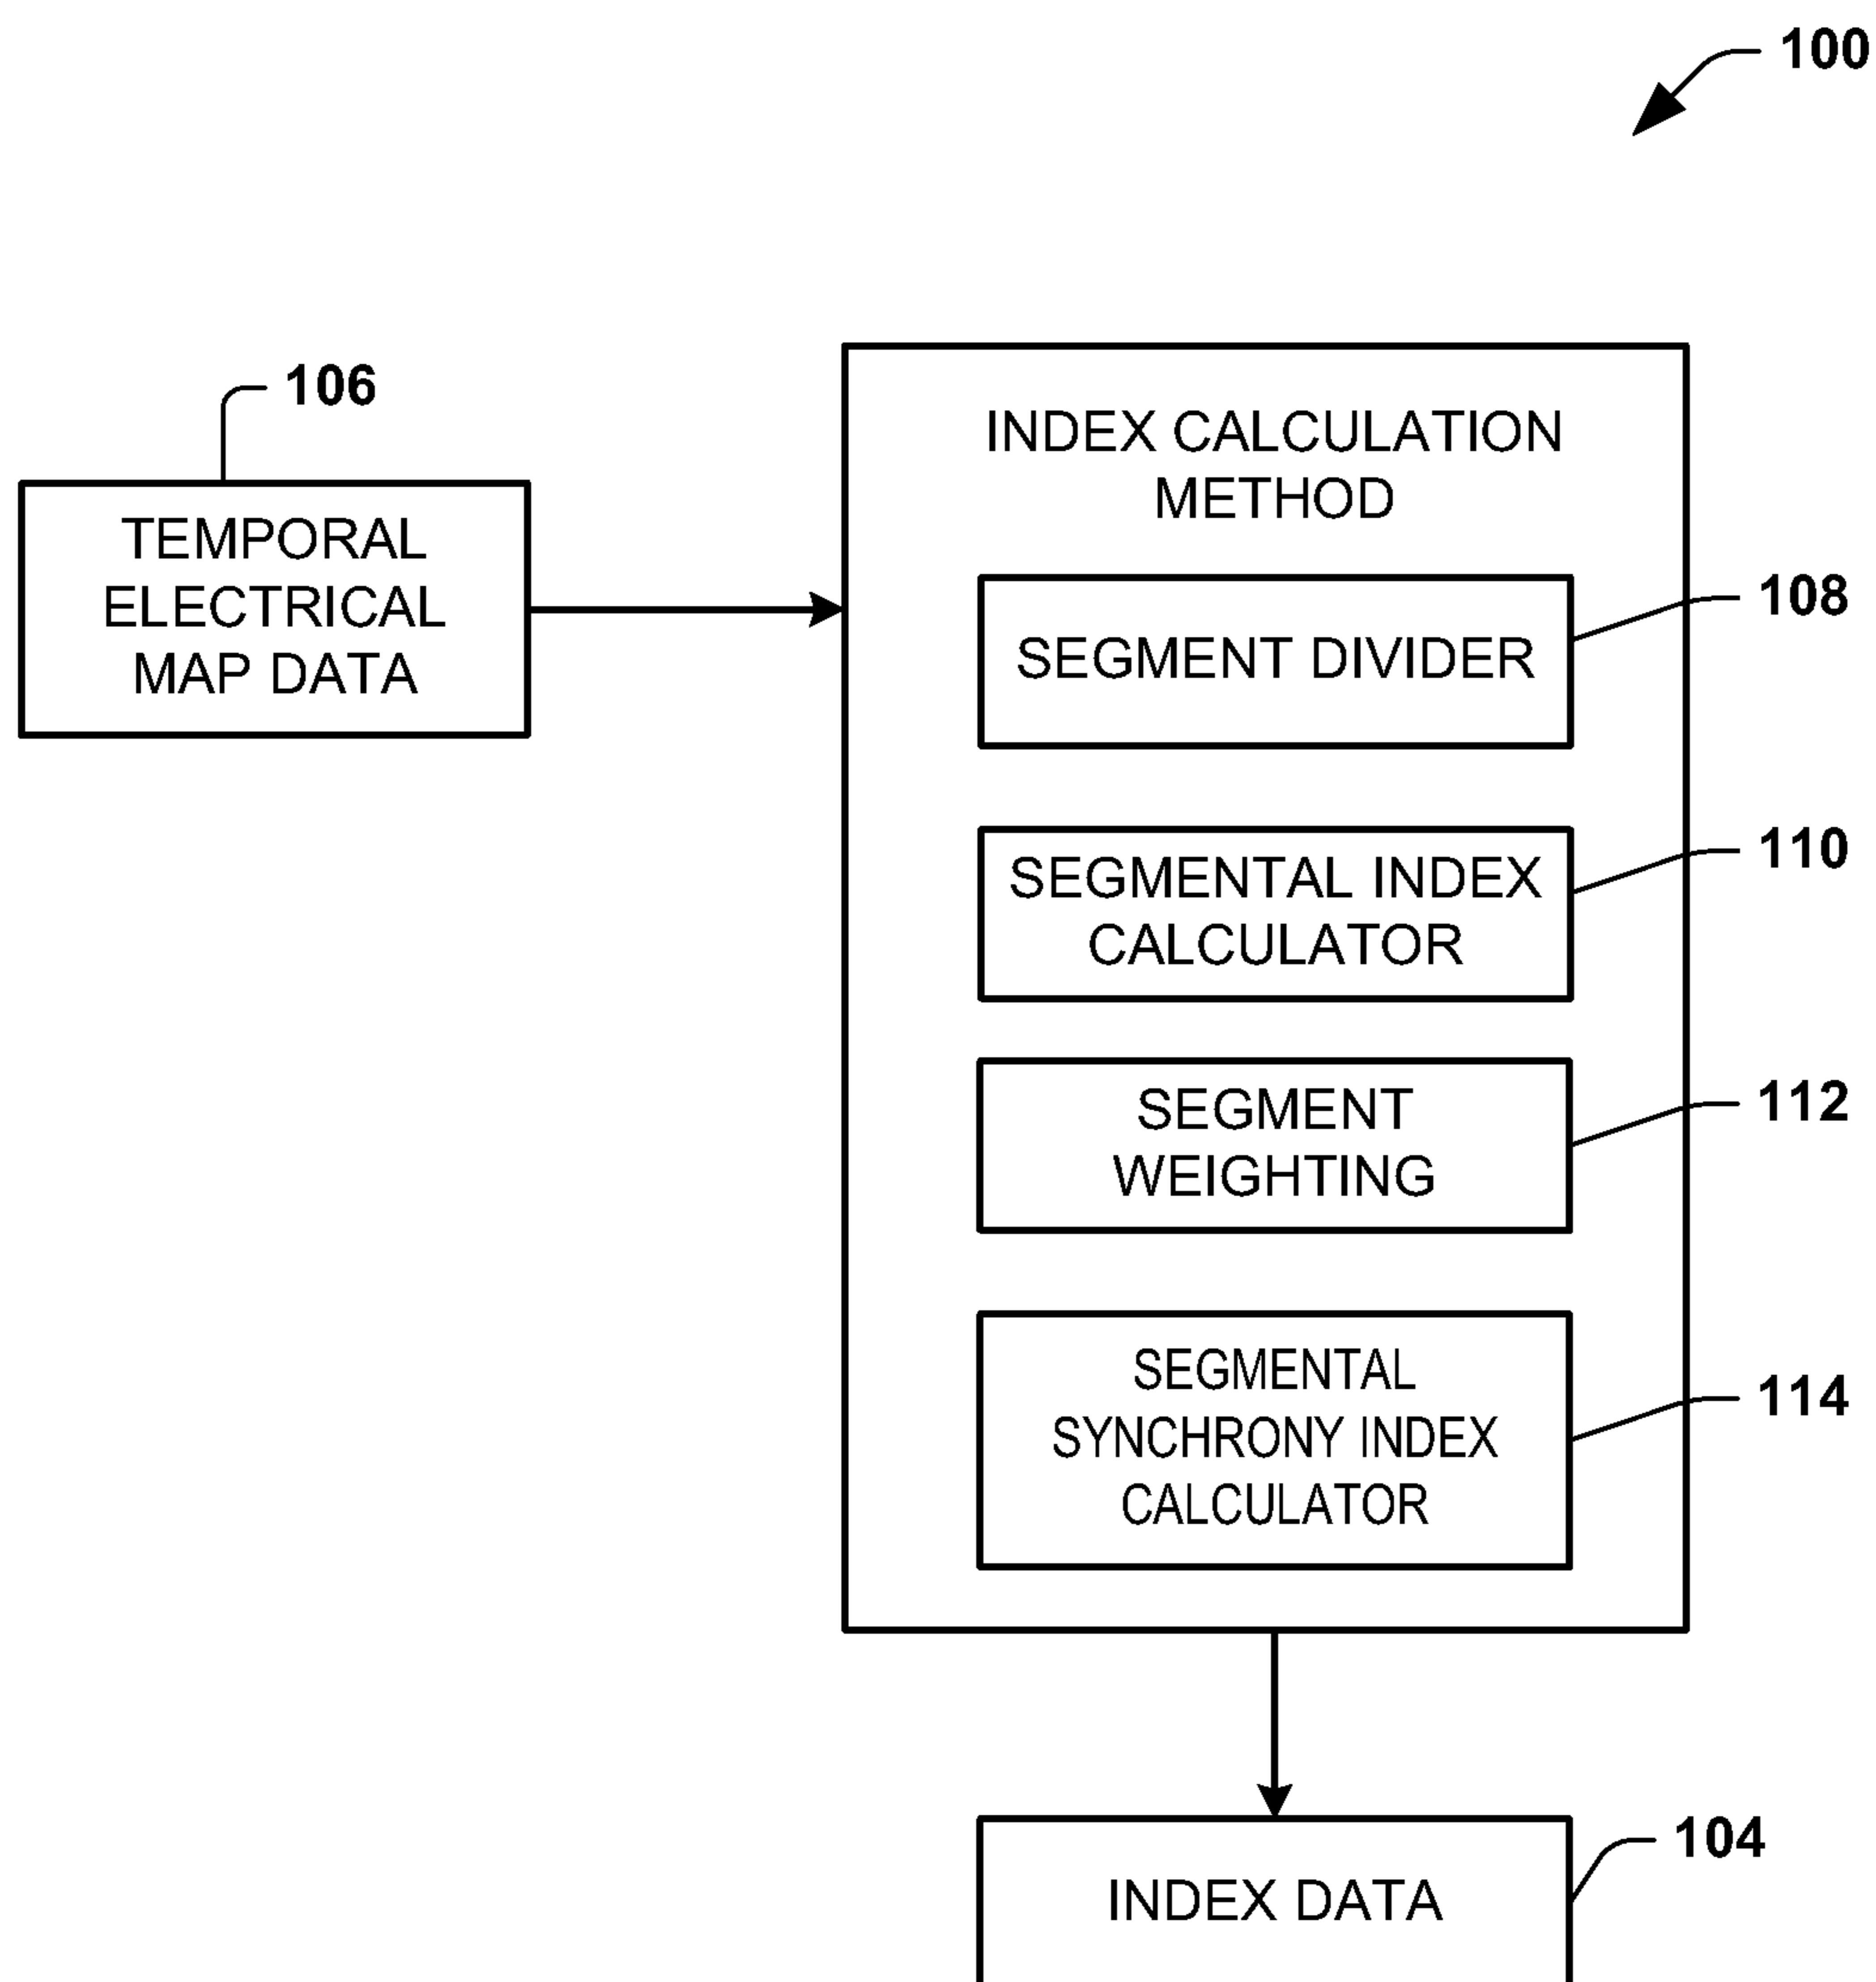 100
106
TEMPORAL
ELECTRICAL
MAP DATA
INDEX CALCULATION
METHOD
SEGMENT DIVIDER
108
SEGMENTAL INDEX
CALCULATOR
110
SEGMENT
WEIGHTING
112
SEGMENTAL
SYNCHRONY INDEX
CALCULATOR
114
INDEX DATA
104